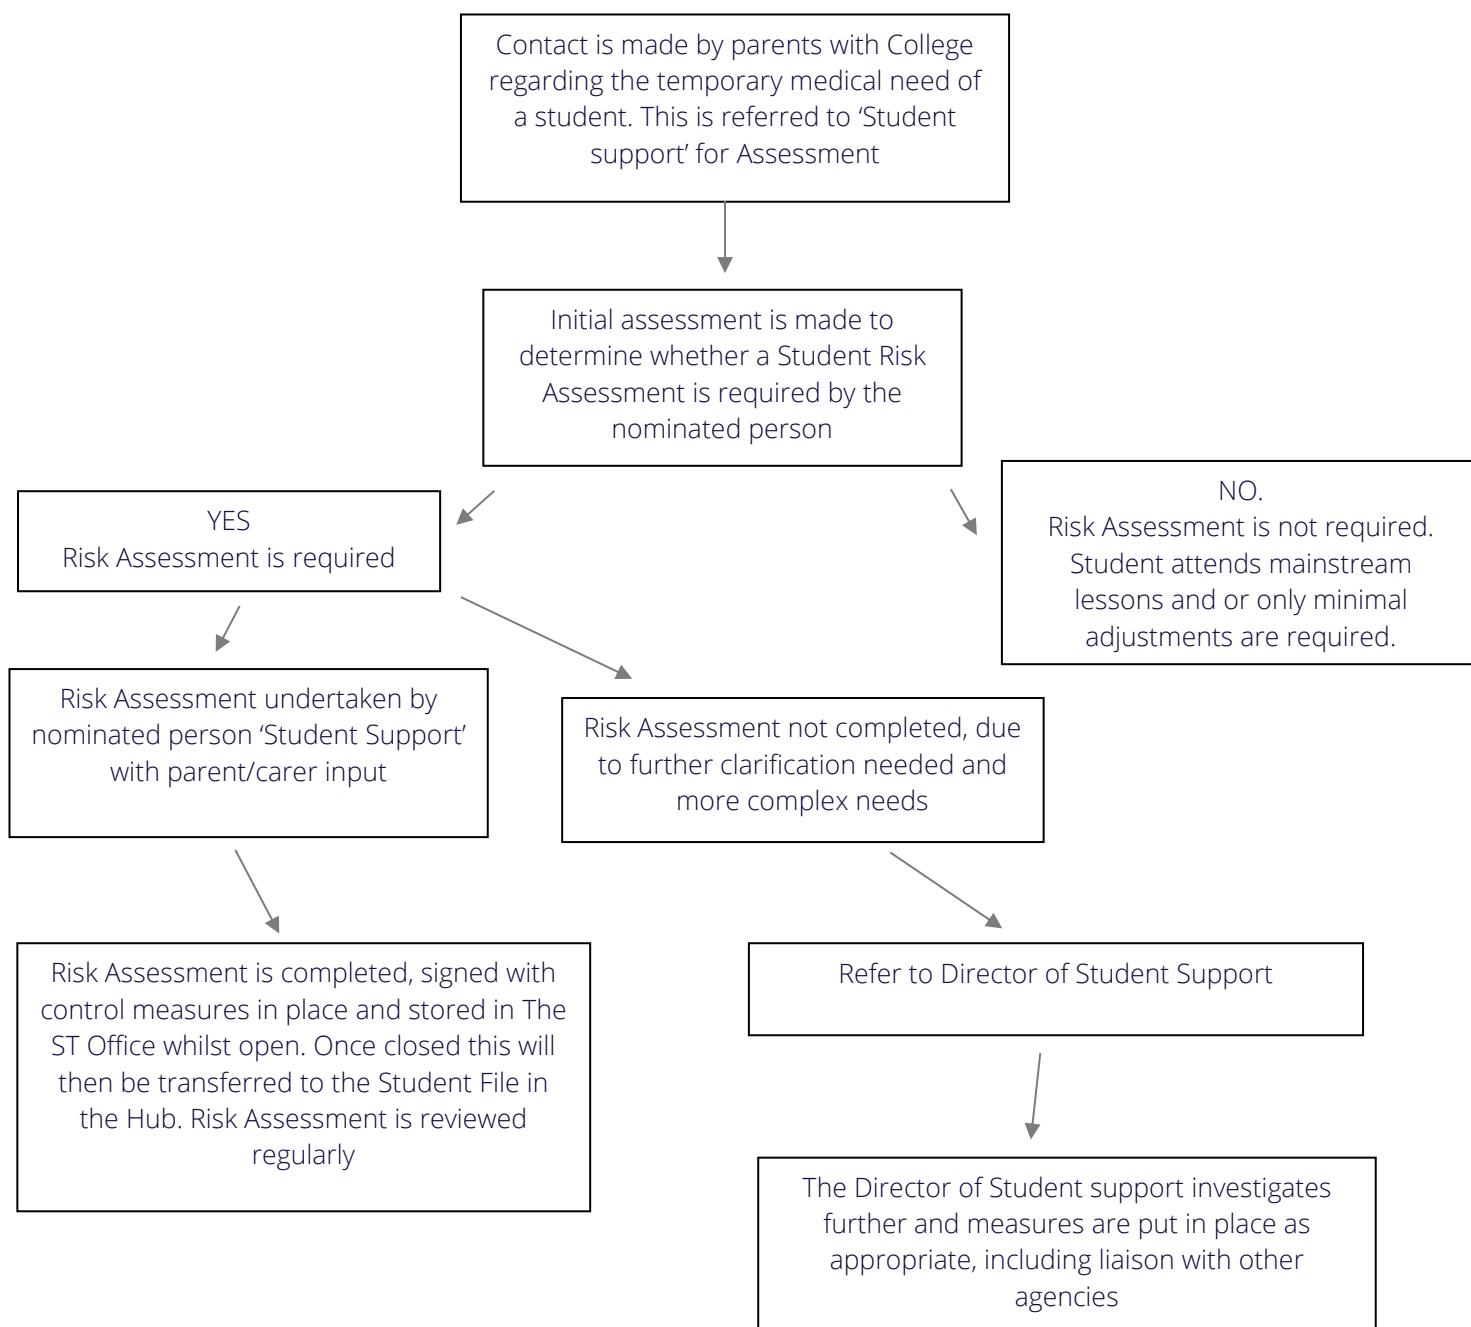 Contact is made by parents with College
regarding the temporary medical need of
a student. This is referred to ‘Student
support’ for Assessment
Initial assessment is made to
determine whether a Student Risk
Assessment is required by the
nominated person
YES
Risk Assessment is required
NO.
Risk Assessment is not required.
Student attends mainstream
lessons and or only minimal
adjustments are required.
Risk Assessment undertaken by
nominated person ‘Student Support’
with parent/carer input
Risk Assessment not completed, due
to further clarification needed and
more complex needs
Risk Assessment is completed, signed with
control measures in place and stored in The
ST Office whilst open. Once closed this will
then be transferred to the Student File in
the Hub. Risk Assessment is reviewed
regularly
Refer to Director of Student Support
The Director of Student support investigates
further and measures are put in place as
appropriate, including liaison with other
agencies